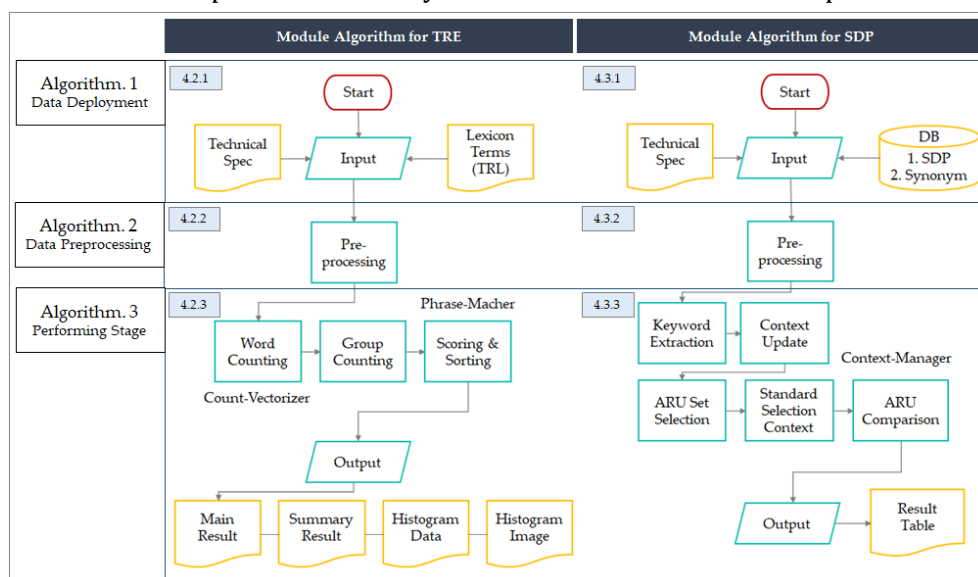 Module Algorithm for TRE
Module Algorithm for SDP
Algorithm. 1
Data Deployment
4.2.1
Start
Technical
Spec
Input
Lexicon
Terms
(TRL)
4.3.1
Start
Technical
Spec
Input
DB
1. SDP
2. Synonym
Algorithm. 2
Data Preprocessing
4.2.2
Pre-
processing
4.3.2
Pre-
processing
Algorithm. 3
Performing Stage
4.2.3
Phrase-Macher
Word
Counting
Group
Counting
Scoring &
Sorting
Count-Vectorizer
Output
Main
Result
Summary
Result
Histogram
Data
Histogram
Image
4.3.3
Keyword
Extraction
Context
Update
Context-Manager
ARU Set
Selection
Standard
Selection
Context
ARU
Comparison
Output
Result
Table